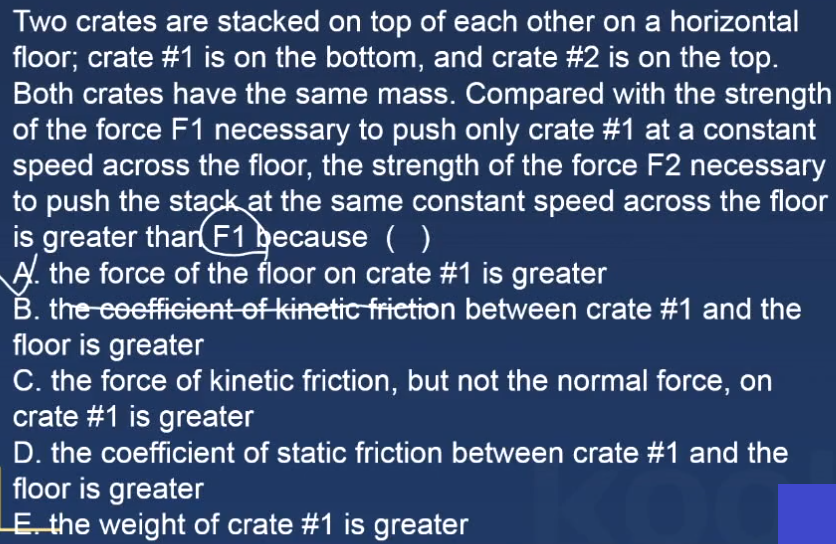 Two crates are stacked on top of each other on a horizontal
floor; crate #1 is on the bottom, and crate #2 is on the top.
Both crates have the same mass. Compared with the strength
of the force F1 necessary to push only crate #1 at a constant
speed across the floor, the strength of the force F2 necessary
to push the stack at the same constant speed across the floor
is greater than F1 because ( )
A. the force of the floor on crate #1 is greater
B. the coefficient of kinetic friction between crate #1 and the
floor is greater
C. the force of kinetic friction, but not the normal force, on
crate #1 is greater
D. the coefficient of static friction between crate #1 and the
floor is greater
E. the weight of crate #1 is greater